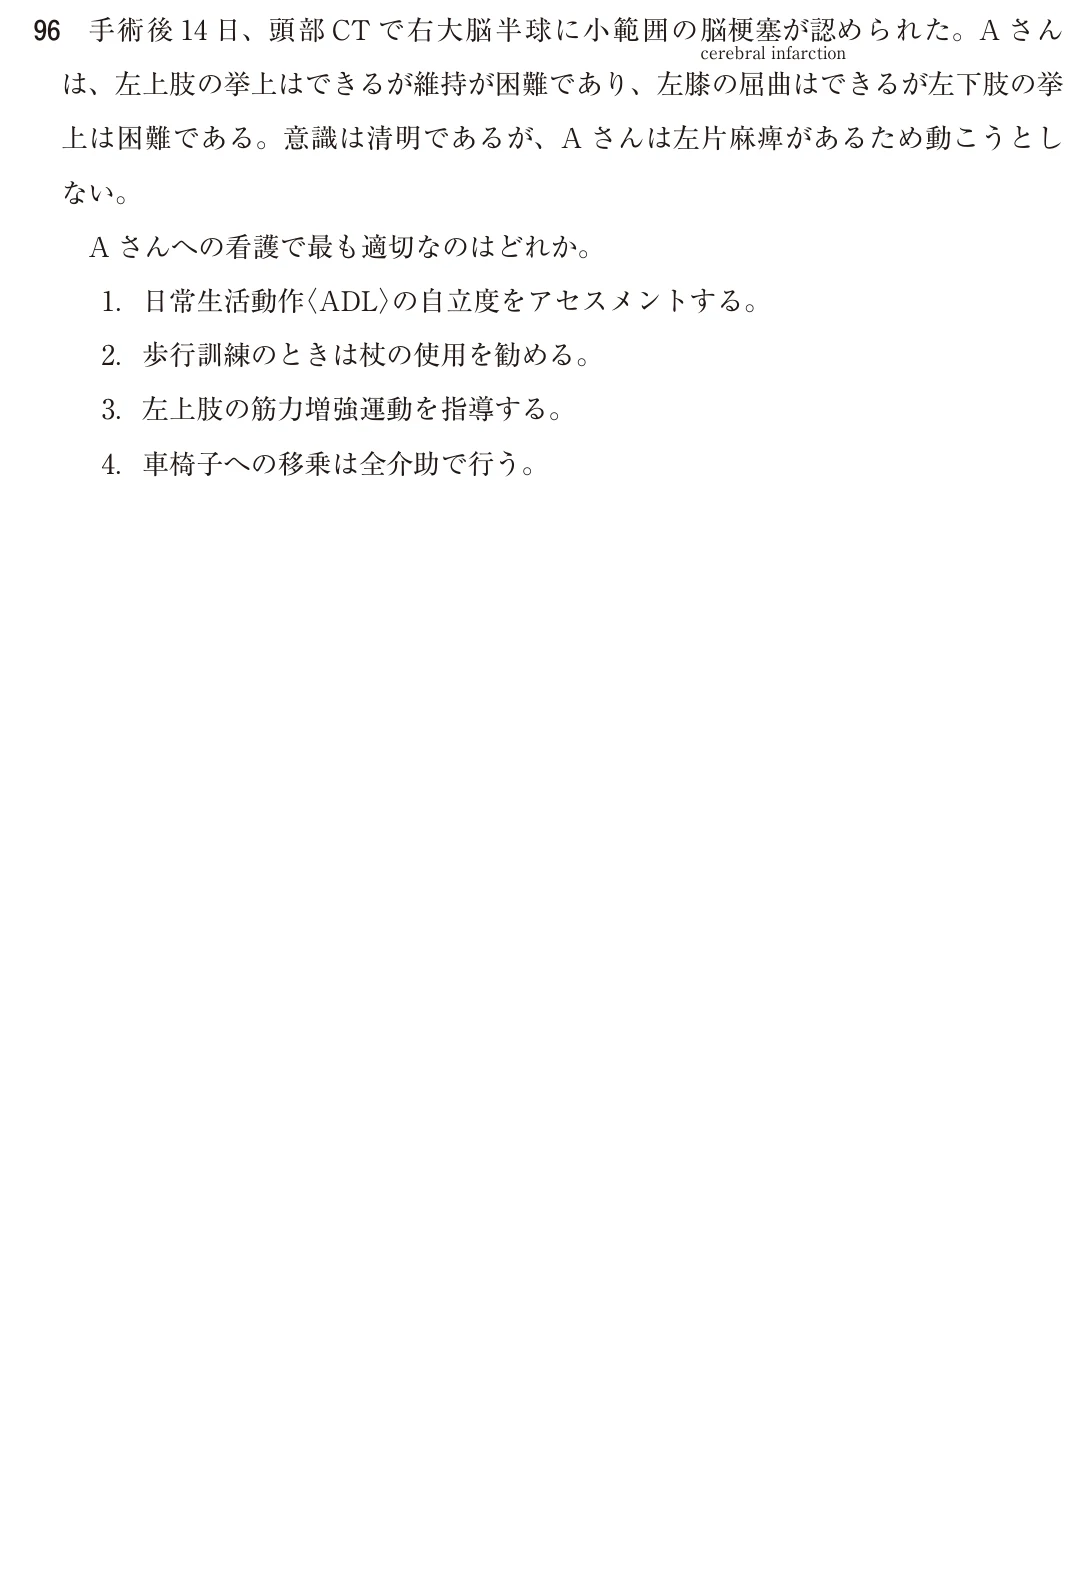 96 手術後 14 日、頭部 CT で右大脳半球に小範囲の脳梗塞が認められた。A さん
cerebral infarction
は、左上肢の挙上はできるが維持が困難であり、左膝の屈曲はできるが左下肢の挙
上は困難である。意識は清明であるが、A さんは左片麻痺があるため動こうとし
ない。
A さんへの看護で最も適切なのはどれか。
1. 日常生活動作〈ADL〉の自立度をアセスメントする。
2. 歩行訓練のときは杖の使用を勧める。
3. 左上肢の筋力増強運動を指導する。
4. 車椅子への移乗は全介助で行う。